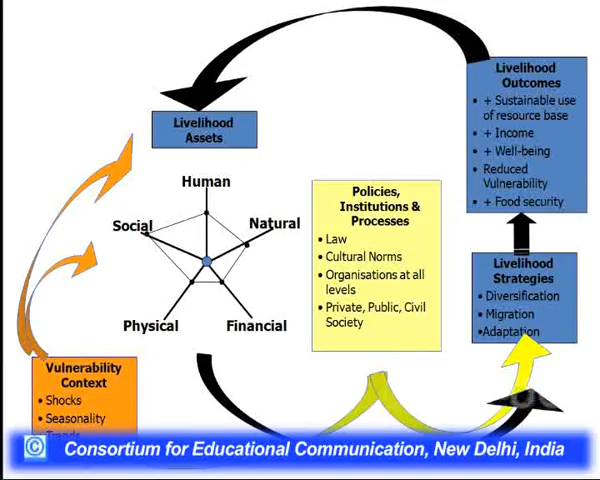 Livelihood
Outcomes
+ Sustainable use
of resource base
+ Income
+ Well-being
Reduced
Vulnerability
+ Food security
Livelihood
Assets
Human
Social
Natural
Physical
Financial
Policies,
Institutions &
Processes
Law
Cultural Norms
Organisations at all
levels
Private, Public, Civil
Society
Livelihood
Strategies
Diversification
Migration
Adaptation
Vulnerability
Context
Shocks
Seasonality
Trends
© Consortium for Educational Communication, New Delhi, India